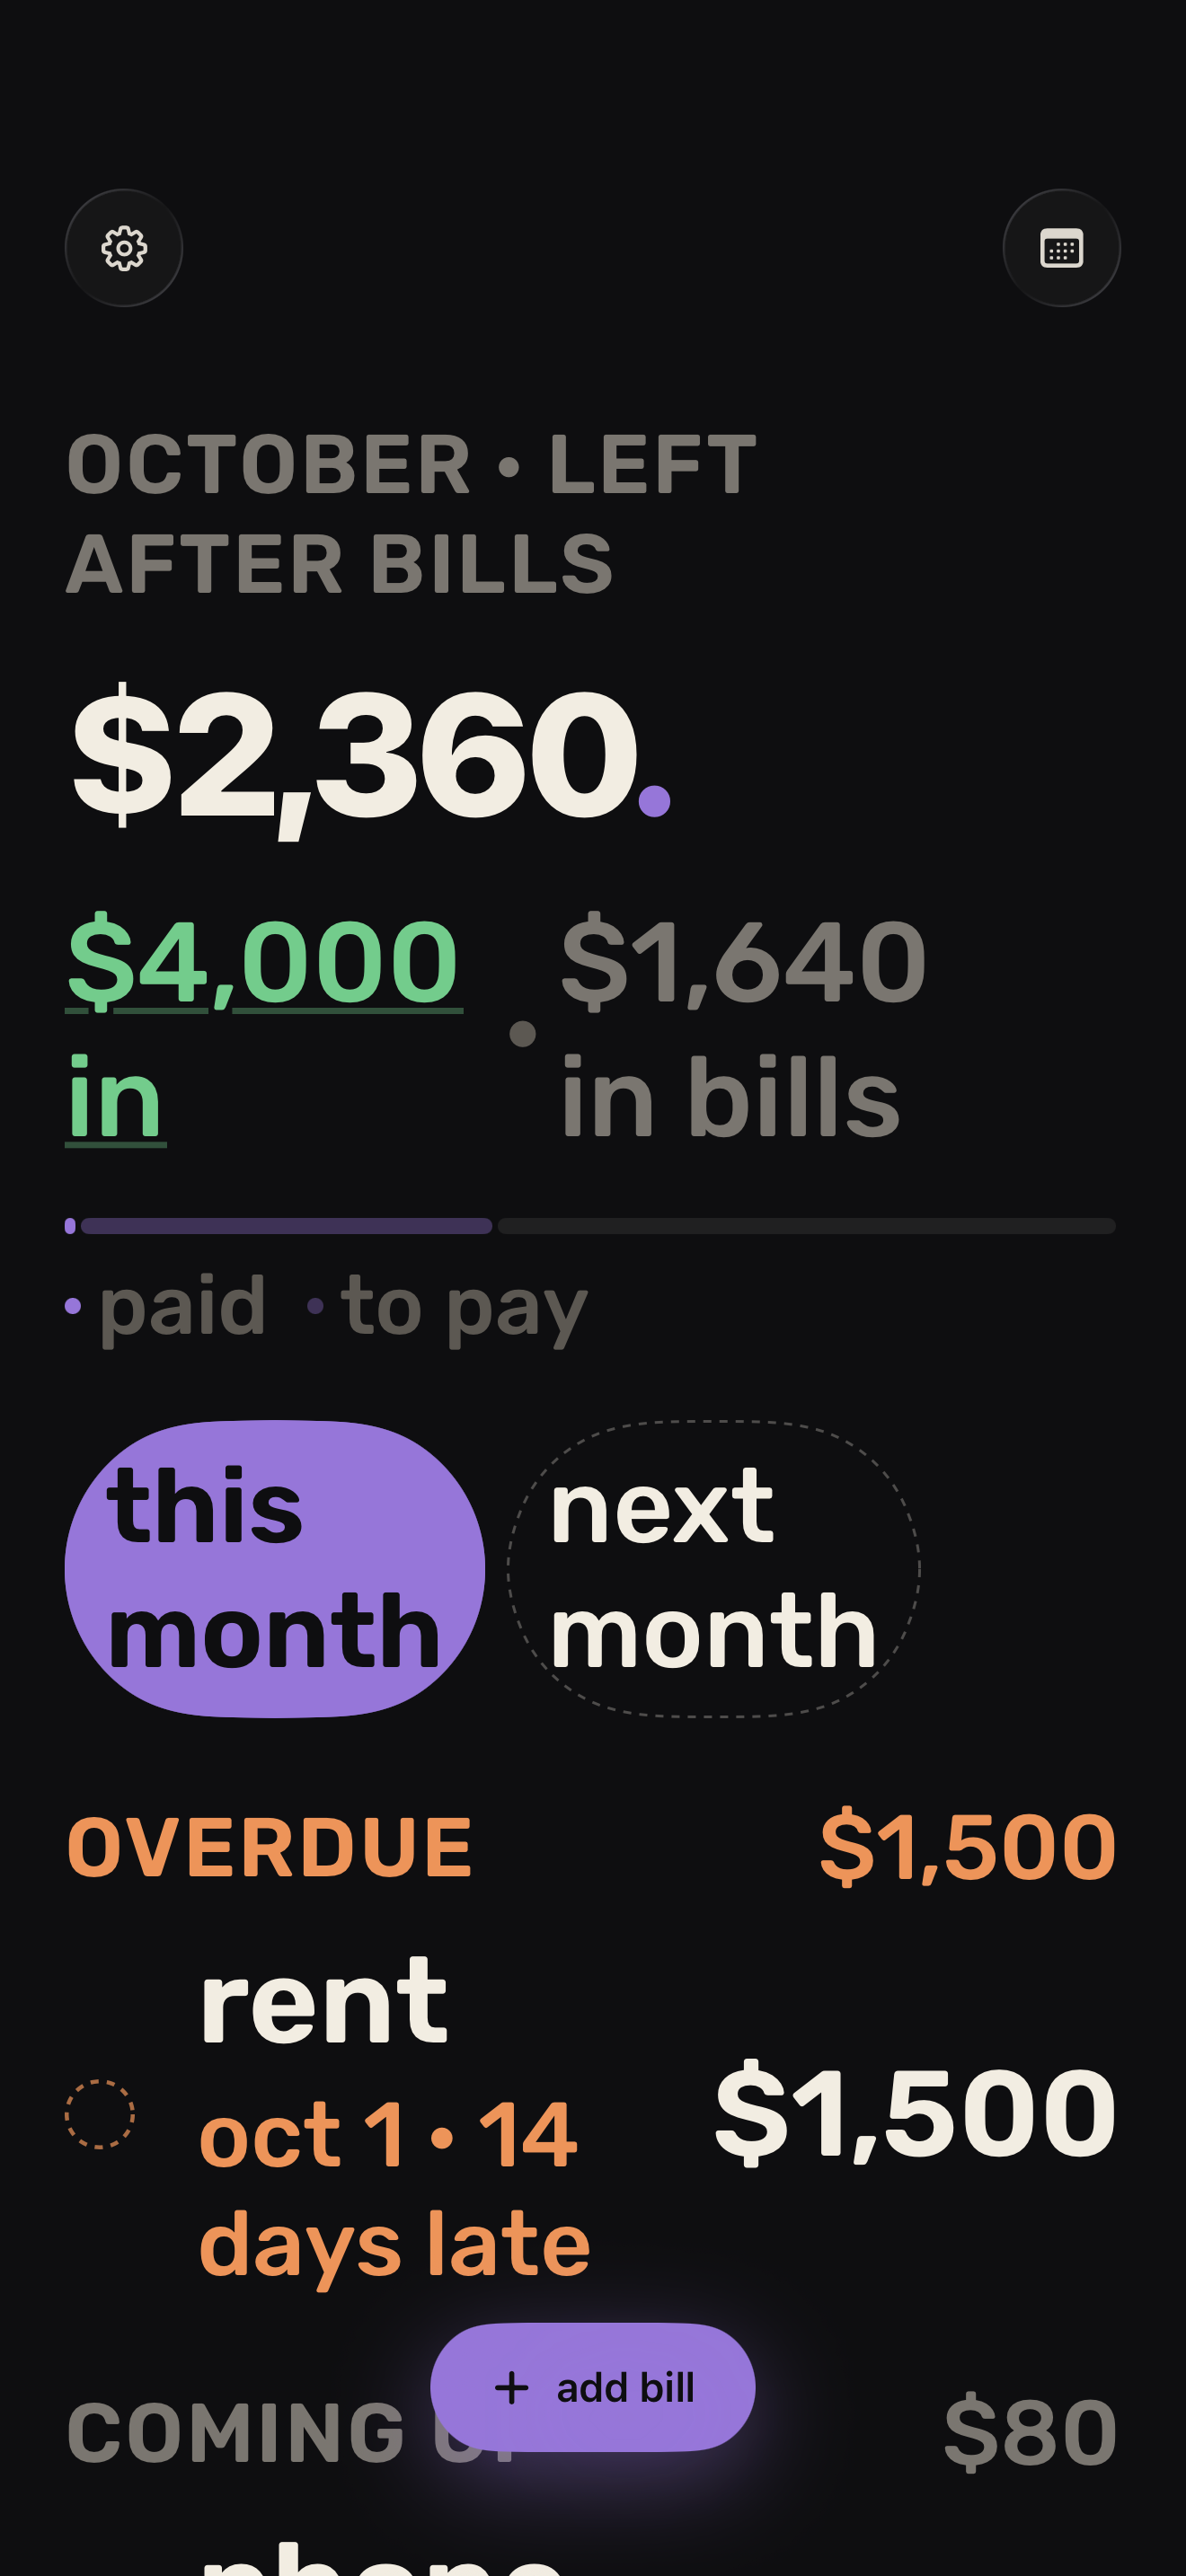 OCTOBER • LEFT
AFTER BILLS
$2,360.
$4,000
in
•
$1,640
in bills
• paid • to pay
this
month
next
month
OVERDUE $1,500
rent
oct 1 • 14
days late
$1,500
+ add bill
COMING $80